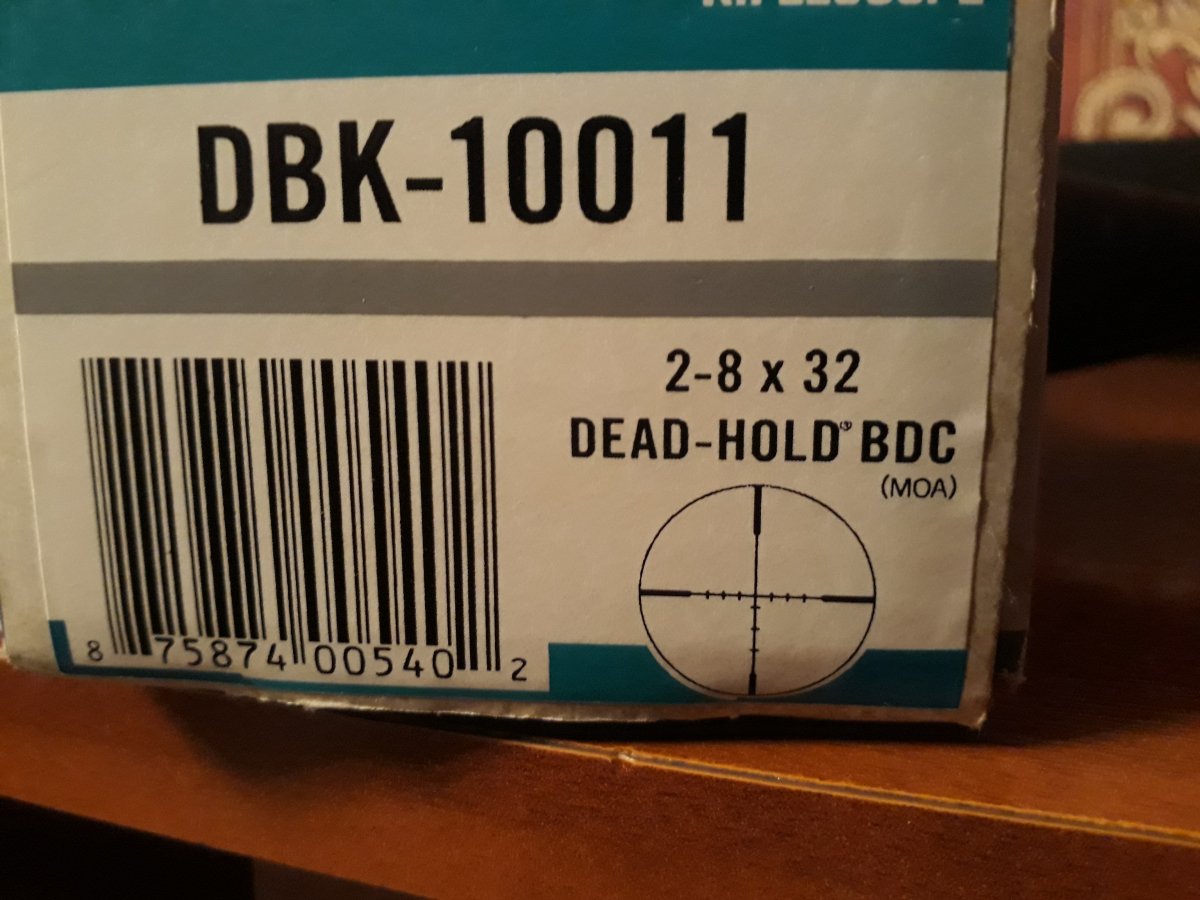 DBK-10011
2-8 x 32
DEAD-HOLD® BDC
(MOA)
8 75874 00540 2